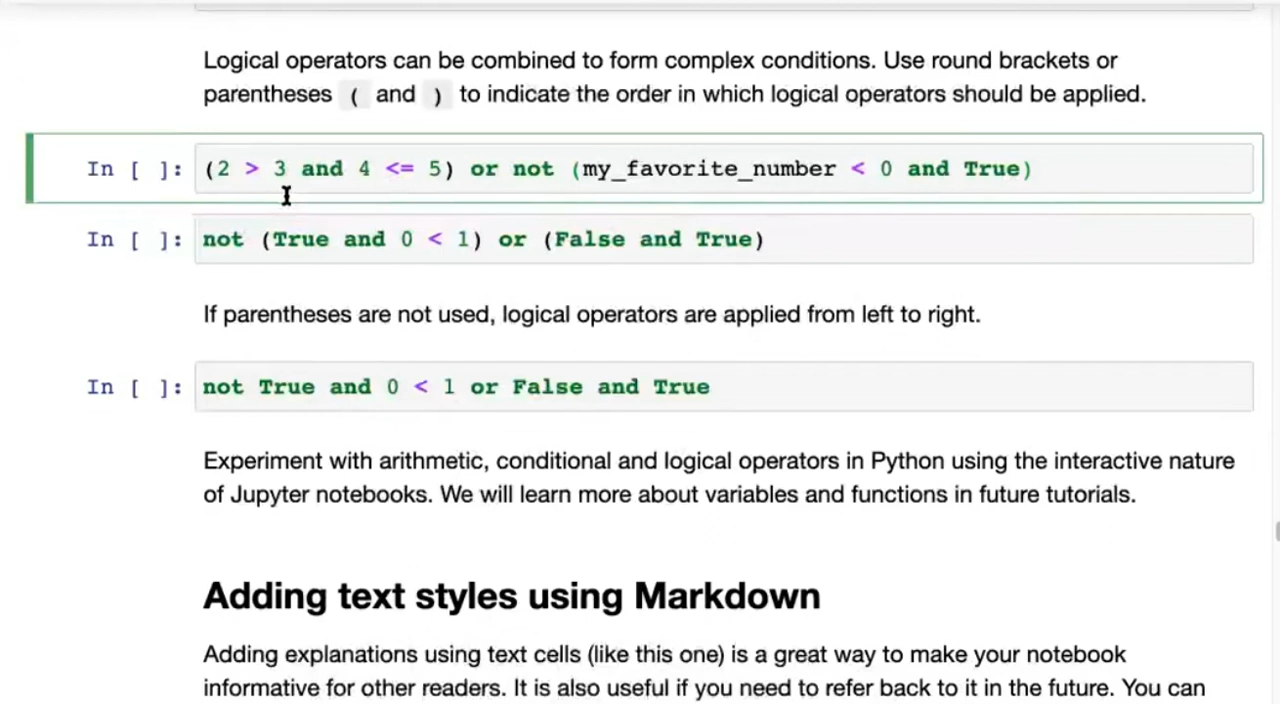 Logical operators can be combined to form complex conditions. Use round brackets or
parentheses ( and ) to indicate the order in which logical operators should be applied.
In [ ]: (2 > 3 and 4 <= 5) or not (my_favorite_number < 0 and True)
In [ ]: not (True and 0 < 1) or (False and True)
If parentheses are not used, logical operators are applied from left to right.
In [ ]: not True and 0 < 1 or False and True
Experiment with arithmetic, conditional and logical operators in Python using the interactive nature
of Jupyter notebooks. We will learn more about variables and functions in future tutorials.
Adding text styles using Markdown
Adding explanations using text cells (like this one) is a great way to make your notebook
informative for other readers. It is also useful if you need to refer back to it in the future. You can